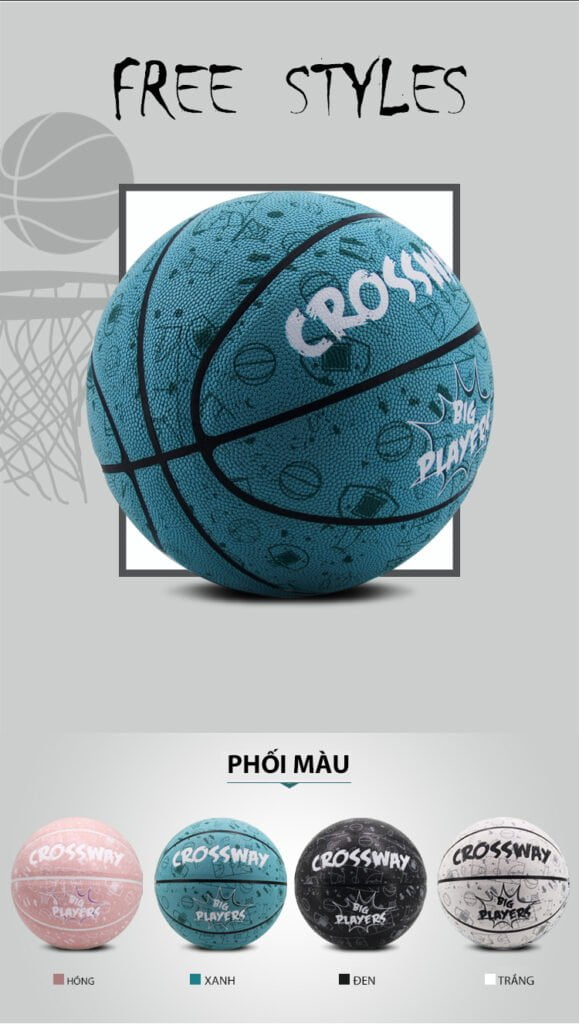 FREE STYLES
CROSSWAY
BIG
PLAYERS
PHỐI MÀU
CROSSWAY
BIG
PLAYERS
CROSSWAY
BIG
PLAYERS
CROSSWAY
BIG
PLAYERS
CROSSWAY
BIG
PLAYERS
HỒNG
XANH
ĐEN
TRẮNG